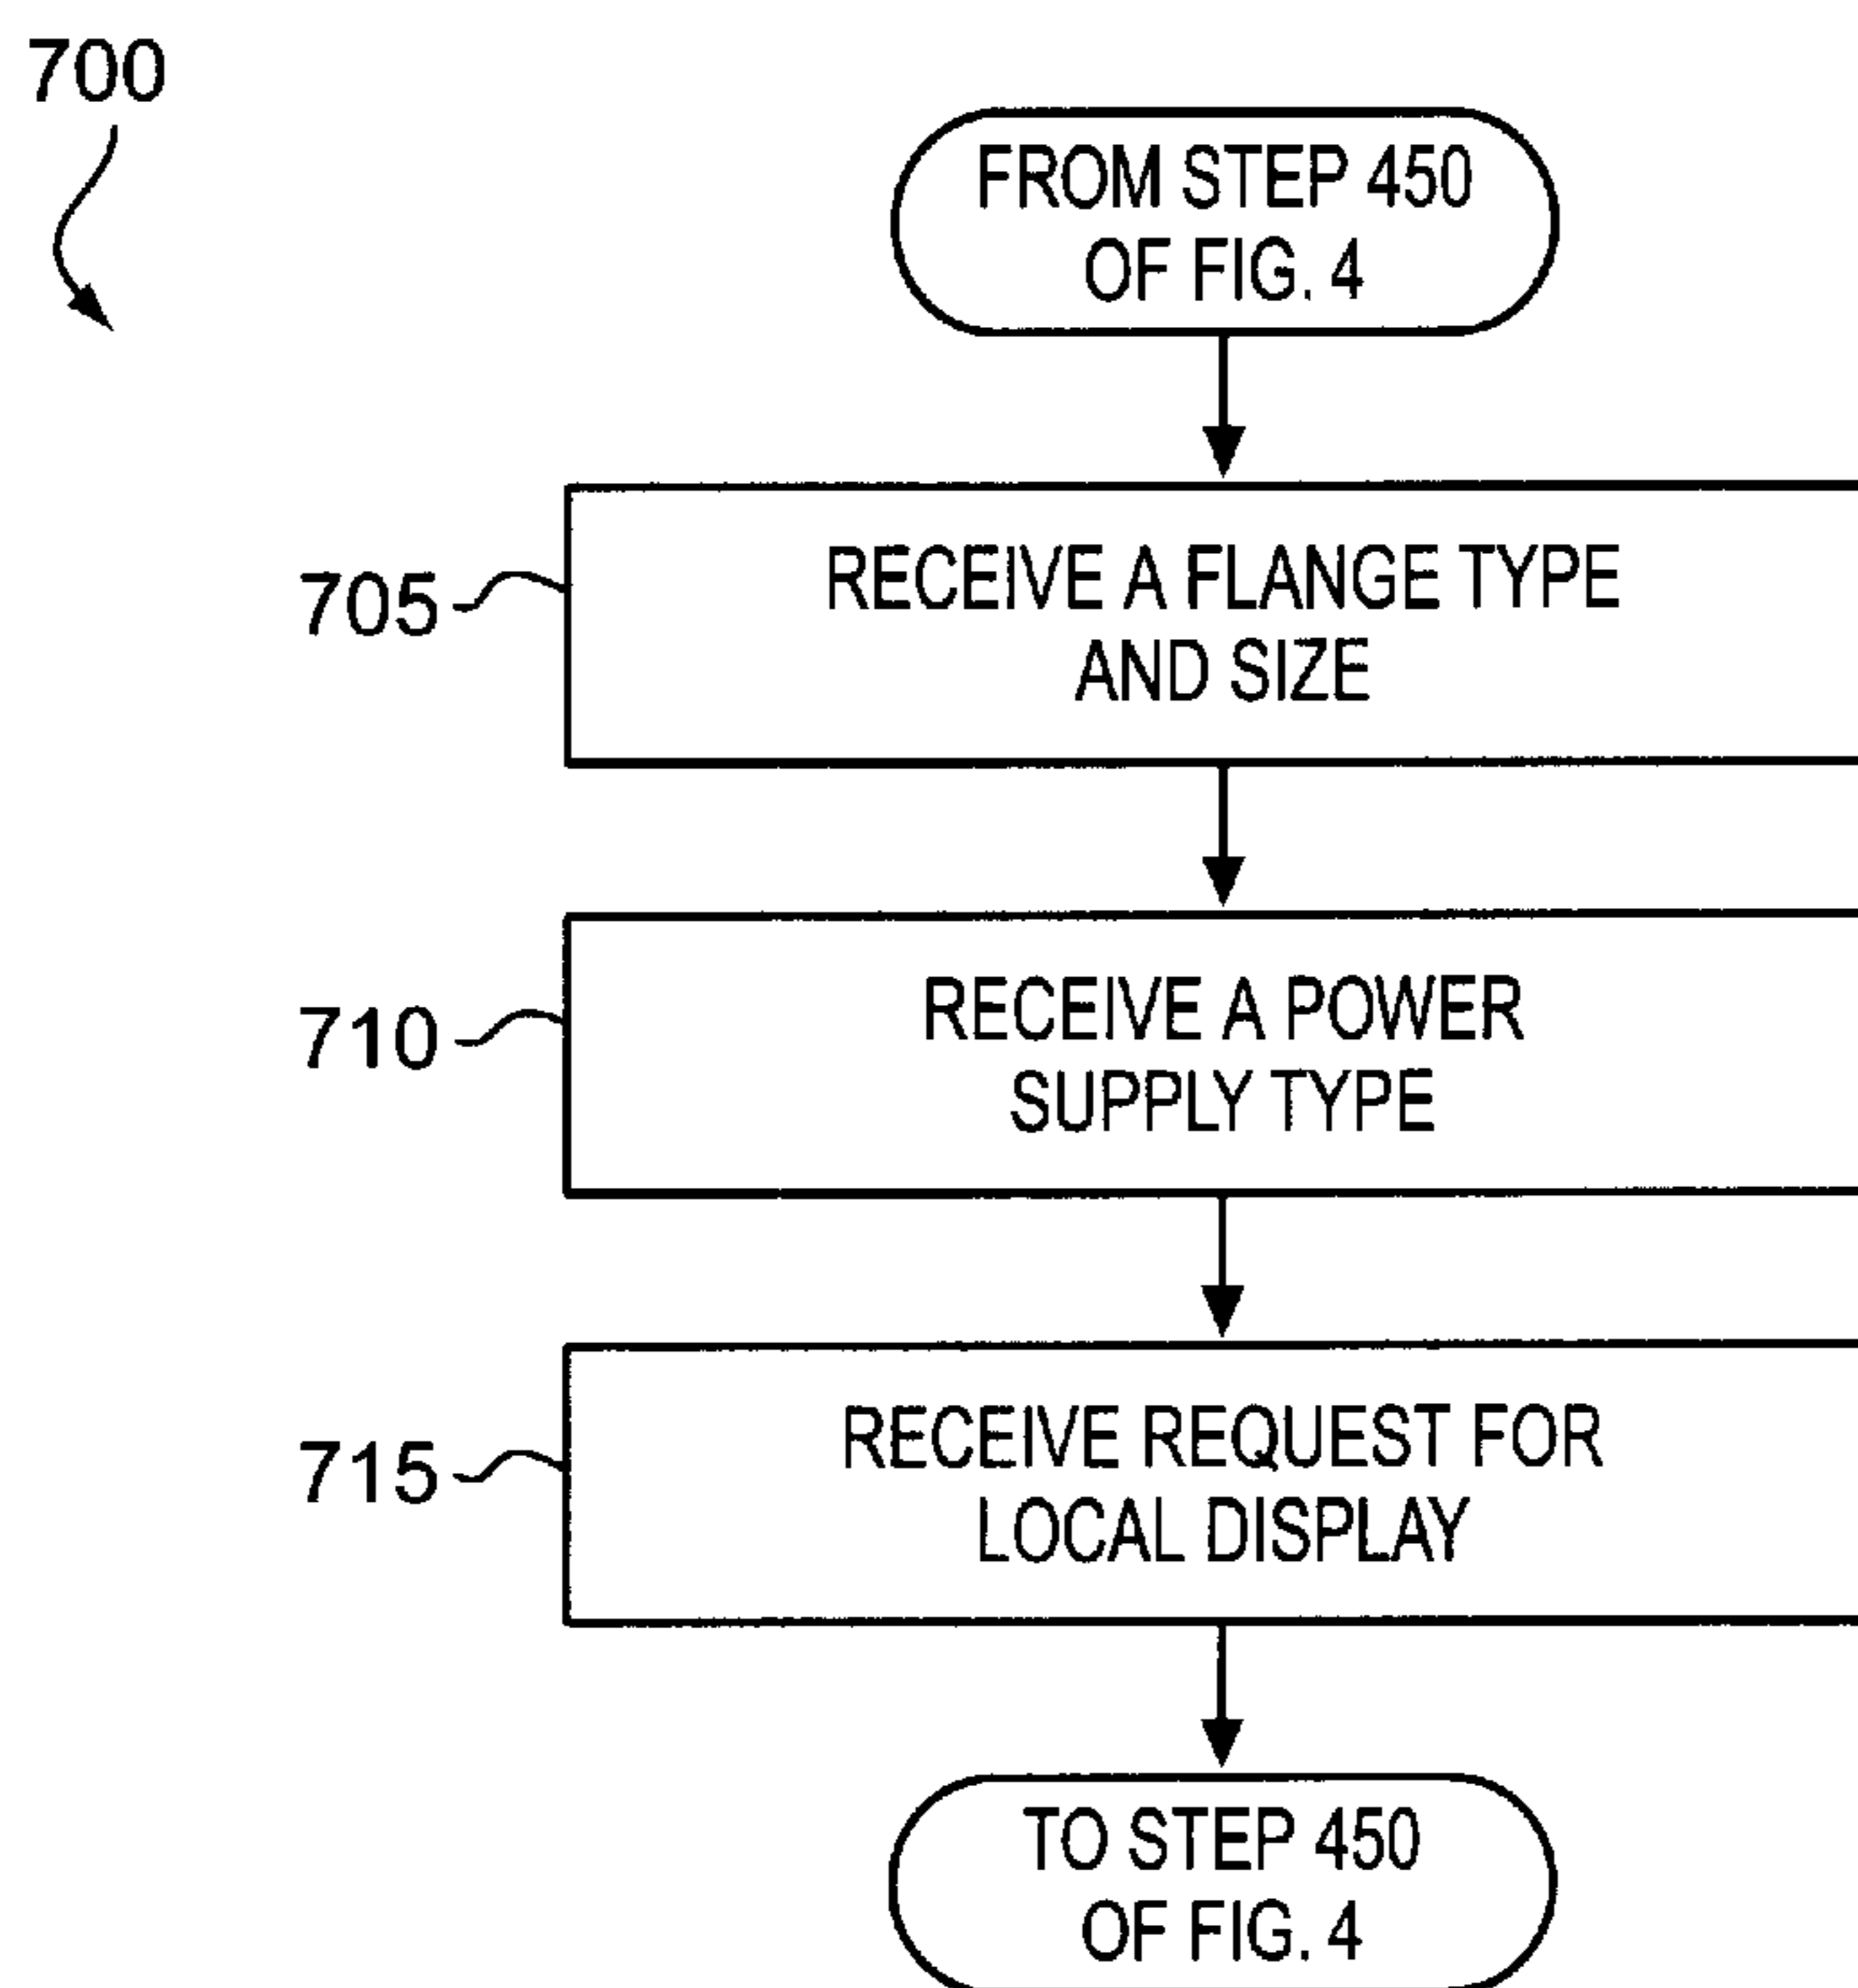 700
FROM STEP 450
OF FIG. 4
RECEIVE A FLANGE TYPE
AND SIZE
705
RECEIVE A POWER
SUPPLY TYPE
710
RECEIVE REQUEST FOR
LOCAL DISPLAY
715
TO STEP 450
OF FIG. 4